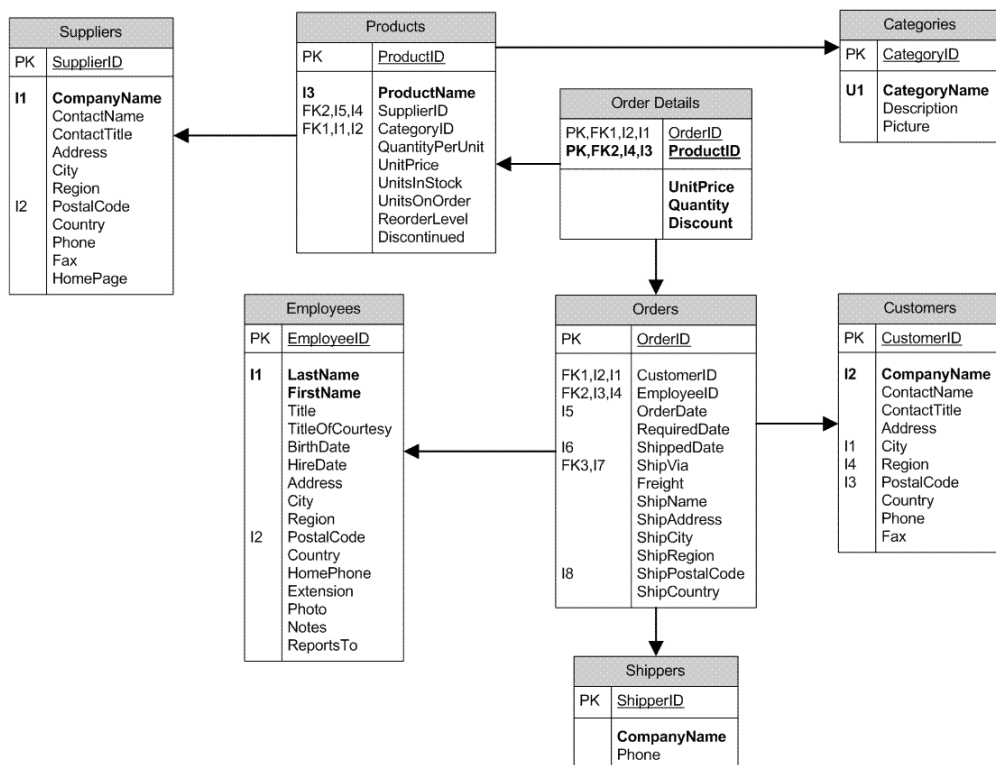 Suppliers
PK SupplierID
I1 CompanyName
ContactName
ContactTitle
Address
City
Region
I2 PostalCode
Country
Phone
Fax
HomePage
Products
PK ProductID
I3 ProductName
FK2,I5,I4 SupplierID
FK1,I1,I2 CategoryID
QuantityPerUnit
UnitPrice
UnitsInStock
UnitsOnOrder
ReorderLevel
Discontinued
Order Details
PK,FK1,I2,I1 OrderID
PK,FK2,I4,I3 ProductID
UnitPrice
Quantity
Discount
Categories
PK CategoryID
U1 CategoryName
Description
Picture
Employees
PK EmployeeID
I1 LastName
FirstName
Title
TitleOfCourtesy
BirthDate
HireDate
Address
City
Region
I2 PostalCode
Country
HomePhone
Extension
Photo
Notes
ReportsTo
Orders
PK OrderID
FK1,I2,I1 CustomerID
FK2,I3,I4 EmployeeID
I5 OrderDate
RequiredDate
I6 ShippedDate
FK3,I7 ShipVia
Freight
ShipName
ShipAddress
ShipCity
ShipRegion
I8 ShipPostalCode
ShipCountry
Customers
PK CustomerID
I2 CompanyName
ContactName
ContactTitle
Address
I1 City
I4 Region
I3 PostalCode
Country
Phone
Fax
Shippers
PK ShipperID
CompanyName
Phone